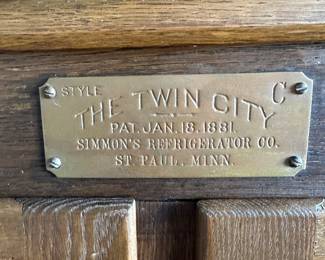 STYLE C
THE TWIN CITY
PAT. JAN. 18. 1881.
SIMMON'S REFRIGERATOR CO.
ST PAUL, MINN.